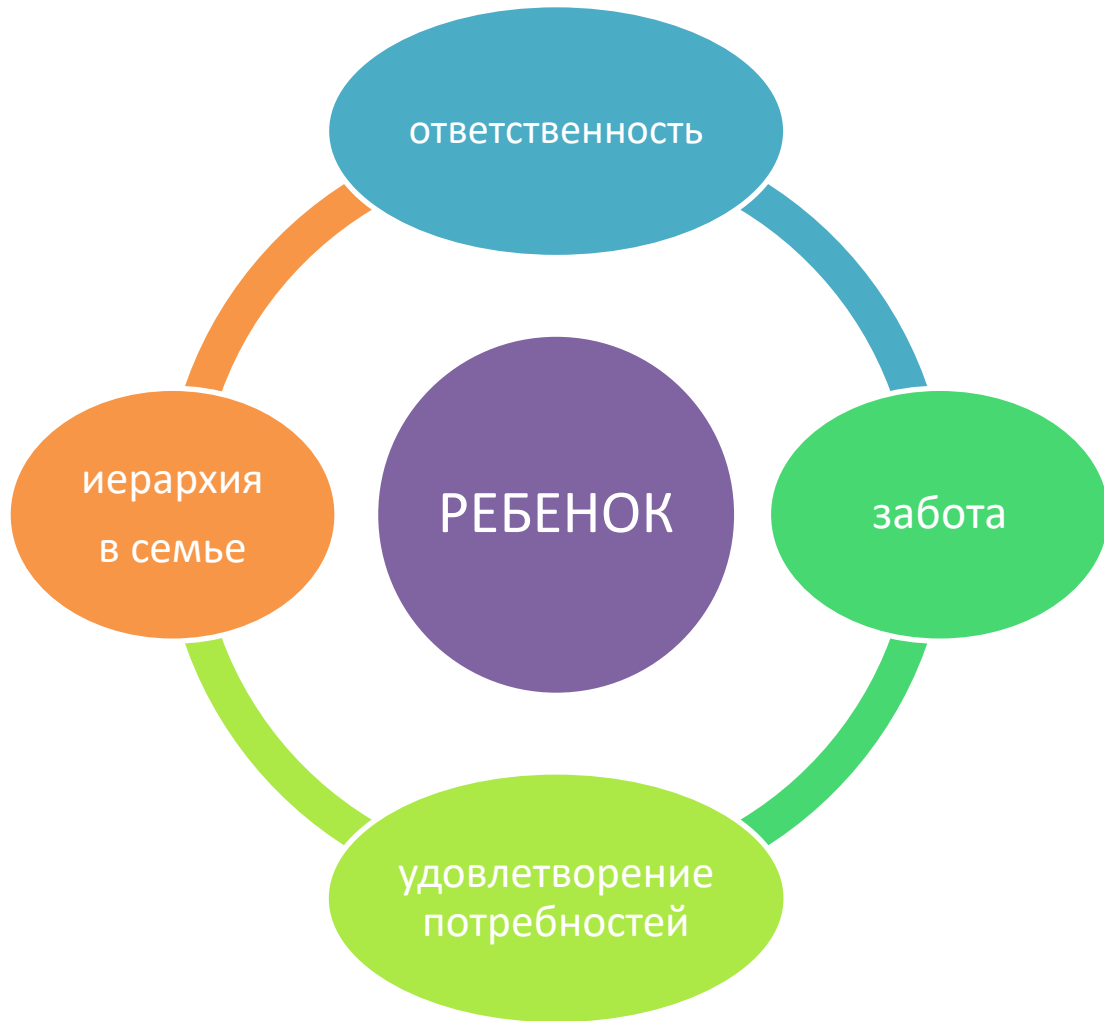 ответственность
иерархия
в семье
РЕБЕНОК
забота
удовлетворение
потребностей